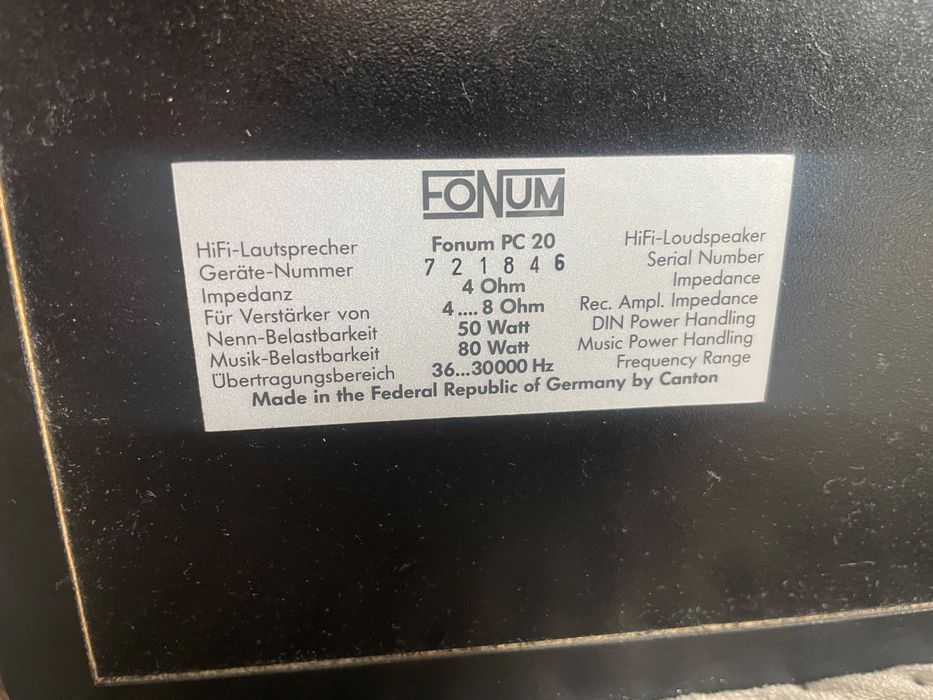 FONUM
HiFi-Lautsprecher Fonum PC 20 HiFi-Loudspeaker
Geräte-Nummer 7 2 1 8 4 6 Serial Number
Impedanz 4 Ohm Impedance
Für Verstärker von 4....8 Ohm Rec. Ampl. Impedance
Nenn-Belastbarkeit 50 Watt DIN Power Handling
Musik-Belastbarkeit 80 Watt Music Power Handling
Übertragungsbereich 36...30000 Hz Frequency Range
Made in the Federal Republic of Germany by Canton